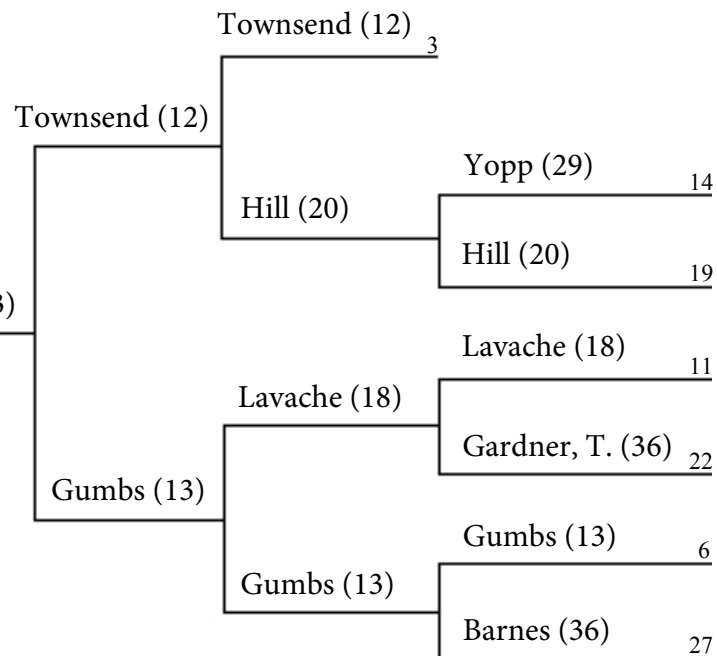 Townsend (12)
3
Townsend (12)
Yopp (29)
14
Hill (20)
Hill (20)
19
3)
Lavache (18)
11
Lavache (18)
Gardner, T. (36)
22
Gumbs (13)
Gumbs (13)
6
Gumbs (13)
Barnes (36)
27